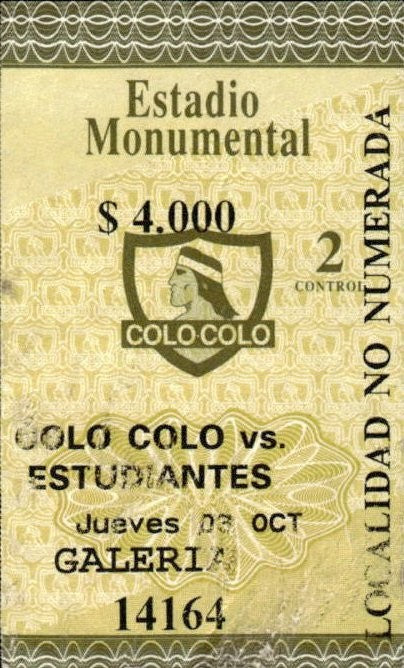 Estadio
Monumental
$ 4.000
2
CONTROL
COLO-COLO
COLO COLO vs.
ESTUDIANTES
Jueves 03 OCT
GALERIA
14164
LOCALIDAD NO NUMERADA